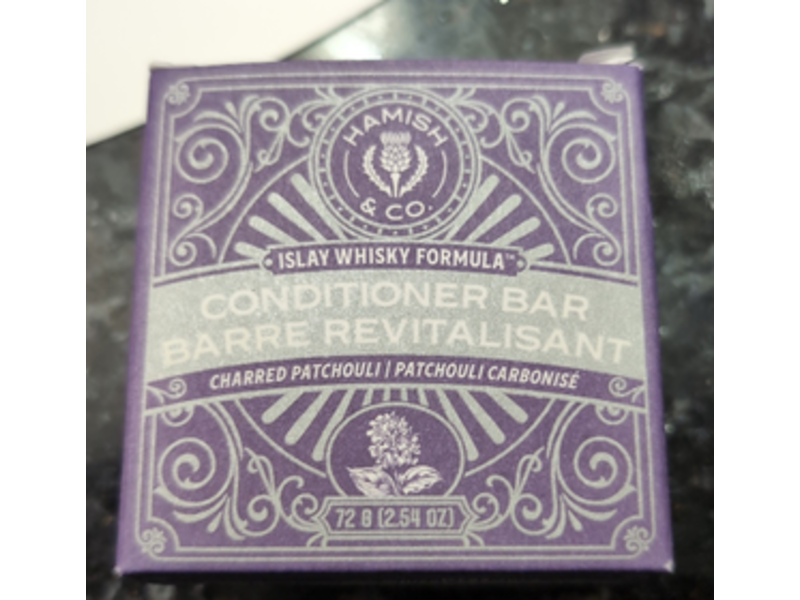 HAMISH
& CO.
ISLAY WHISKY FORMULA™
CONDITIONER BAR
BARRE REVITALISANT
CHARRED PATCHOULI | PATCHOULI CARBONISÉ
72 G (2.54 OZ)